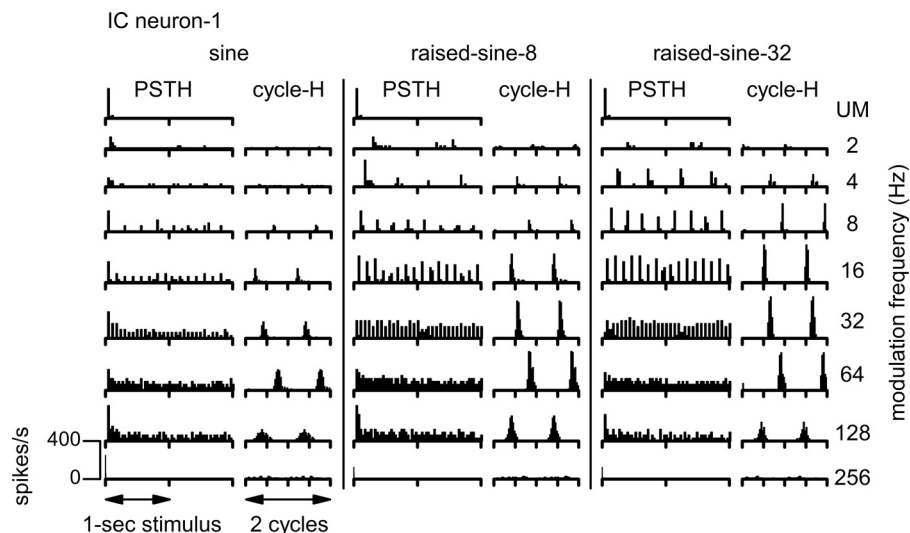 IC neuron-1
sine raised-sine-8 raised-sine-32
PSTH cycle-H PSTH cycle-H PSTH cycle-H
UM
2
4
8
16
32
64
128
256
modulation frequency (Hz)
spikes/s
400
0
1-sec stimulus 2 cycles